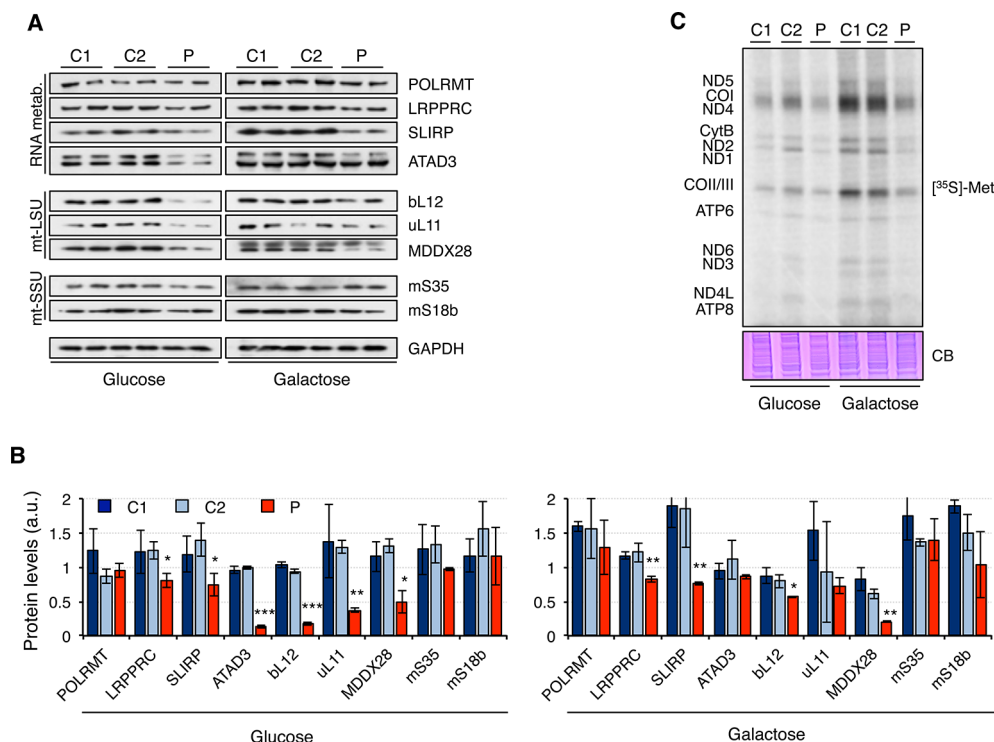 A
C1 C2 P C1 C2 P
RNA metab.
POLRMT
LRPPRC
SLIRP
ATAD3
mt-LSU
bL12
uL11
MDDX28
mt-SSU
mS35
mS18b
GAPDH
Glucose Galactose
C
C1 C2 P C1 C2 P
ND5
COI
ND4
CytB
ND2
ND1
COII/III
ATP6
ND6
ND3
ND4L
ATP8
[35S]-Met
CB
Glucose Galactose
B
Protein levels (a.u.)
2
1.5
1
0.5
0
C1 C2 P
* * *** *** ** *
POLRMT LRPPRC SLIRP ATAD3 bL12 uL11 MDDX28 mS35 mS18b
Glucose
2
1.5
1
0.5
0
** ** * **
POLRMT LRPPRC SLIRP ATAD3 bL12 uL11 MDDX28 mS35 mS18b
Galactose